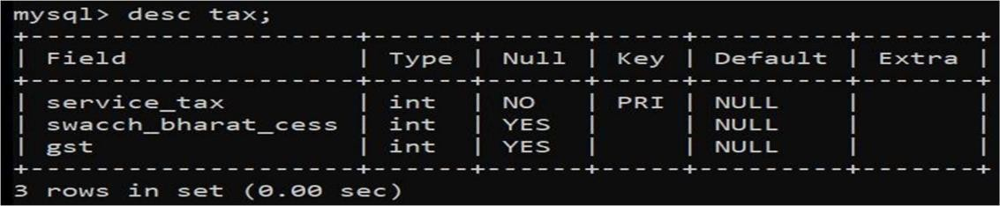 mysql> desc tax;
+--------------------+------+------+-----+---------+-------+
| Field              | Type | Null | Key | Default | Extra |
+--------------------+------+------+-----+---------+-------+
| service_tax        | int  | NO   | PRI | NULL    |       |
| swacch_bharat_cess | int  | YES  |     | NULL    |       |
| gst                | int  | YES  |     | NULL    |       |
+--------------------+------+------+-----+---------+-------+
3 rows in set (0.00 sec)